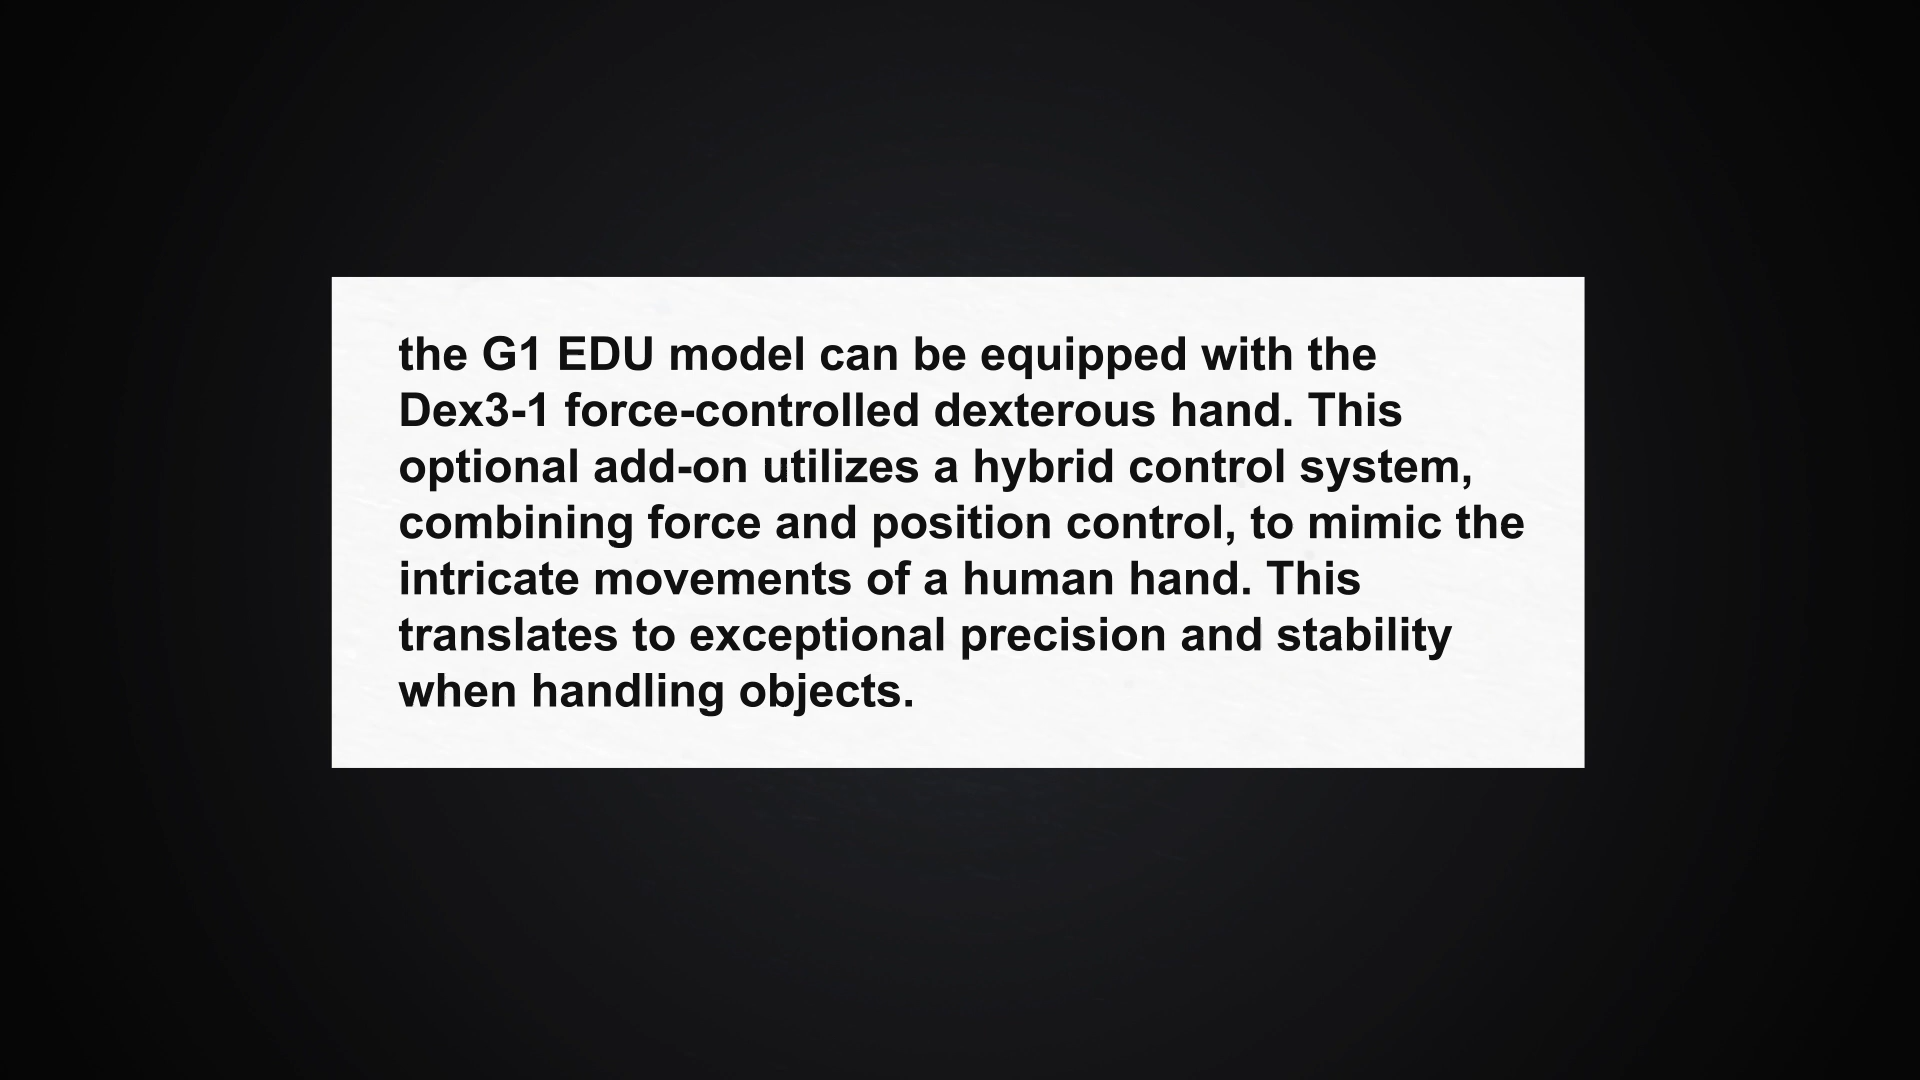 the G1 EDU model can be equipped with the
Dex3-1 force-controlled dexterous hand. This
optional add-on utilizes a hybrid control system,
combining force and position control, to mimic the
intricate movements of a human hand. This
translates to exceptional precision and stability
when handling objects.